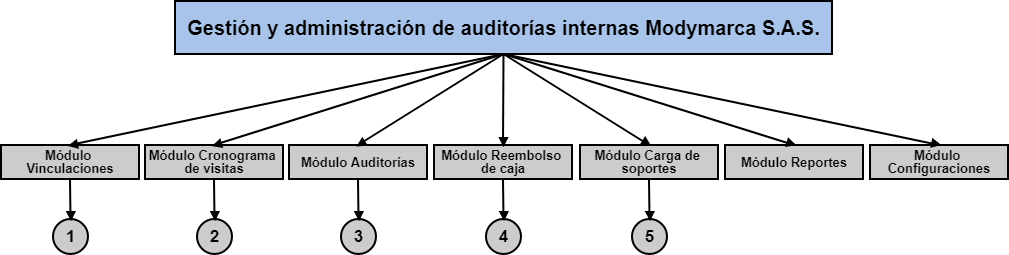 Gestión y administración de auditorías internas Modymarca S.A.S.
Módulo
Vinculaciones
Módulo Cronograma
de visitas
Módulo Auditorías
Módulo Reembolso
de caja
Módulo Carga de
soportes
Módulo Reportes
Módulo
Configuraciones
1
2
3
4
5